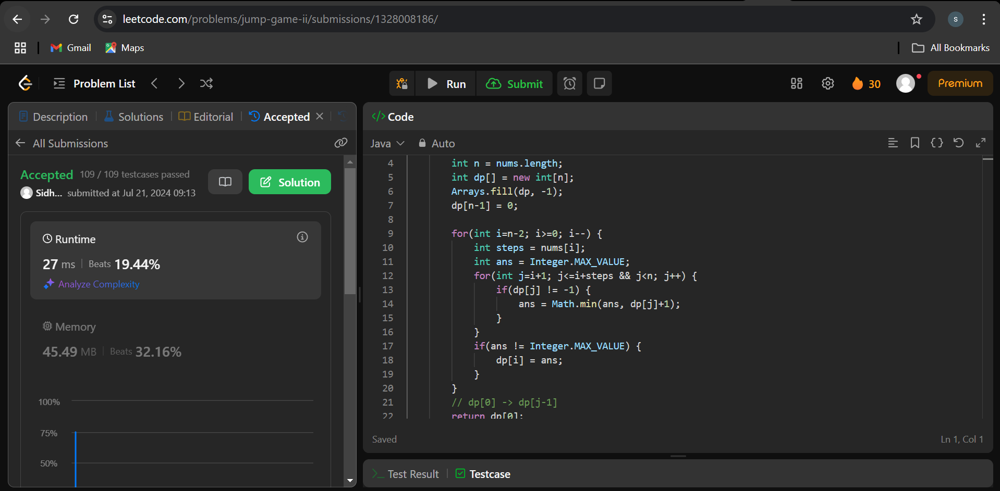 leetcode.com/problems/jump-game-ii/submissions/1328008186/
S
Gmail Maps All Bookmarks
Problem List Run Submit 30 Premium
Description Solutions Editorial Accepted
All Submissions
Accepted 109 / 109 testcases passed
Sidh... submitted at Jul 21, 2024 09:13
Solution
Runtime
27 ms Beats 19.44%
Analyze Complexity
Memory
45.49 MB Beats 32.16%
100%
75%
50%
</> Code
Java Auto
4 int n = nums.length;
5 int dp[] = new int[n];
6 Arrays.fill(dp, -1);
7 dp[n-1] = 0;
8
9 for(int i=n-2; i>=0; i--) {
10 int steps = nums[i];
11 int ans = Integer.MAX_VALUE;
12 for(int j=i+1; j<=i+steps && j<n; j++) {
13 if(dp[j] != -1) {
14 ans = Math.min(ans, dp[j]+1);
15 }
16 }
17 if(ans != Integer.MAX_VALUE) {
18 dp[i] = ans;
19 }
20 }
21 // dp[0] -> dp[j-1]
22 return dp[0];
Saved Ln 1, Col 1
Test Result Testcase